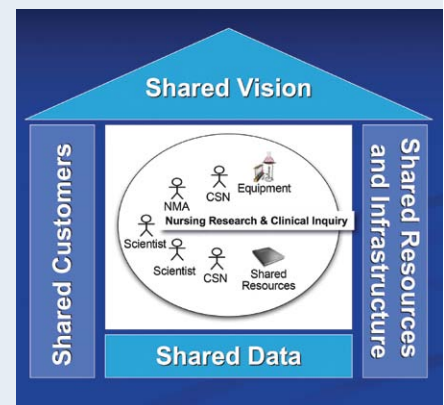 Shared Vision
Shared Customers
NMA
CSN
Equipment
Nursing Research & Clinical Inquiry
Scientist
Scientist
CSN
Shared
Resources
Shared Resources
and Infrastructure
Shared Data